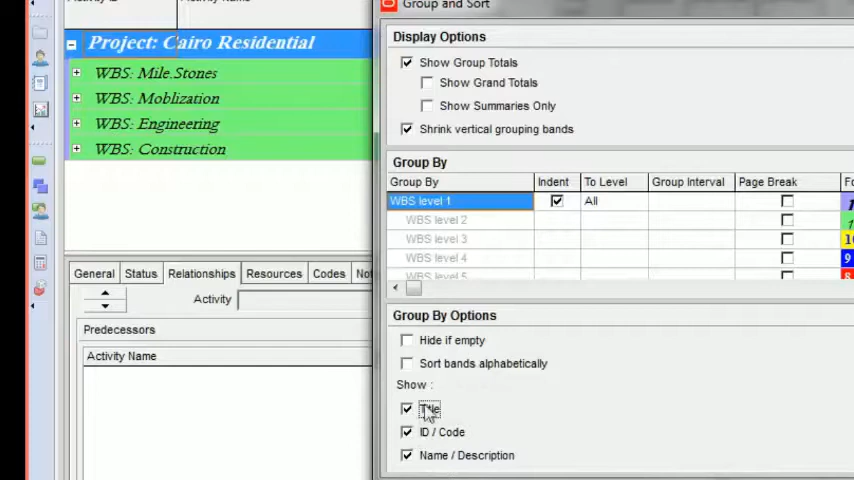 Group and Sort
Display Options
Project: Cairo Residential
Show Group Totals
WBS: Mile.Stones
Show Grand Totals
WBS: Moblization
Show Summaries Only
WBS: Engineering
Shrink vertical grouping bands
WBS: Construction
Group By
Group By Indent To Level Group Interval Page Break
WBS level 1 All
WBS level 2
WBS level 3
WBS level 4
WBS level 5
General Status Relationships Resources Codes
Activity
Group By Options
Predecessors
Hide if empty
Activity Name
Sort bands alphabetically
Show :
Title
ID / Code
Name / Description